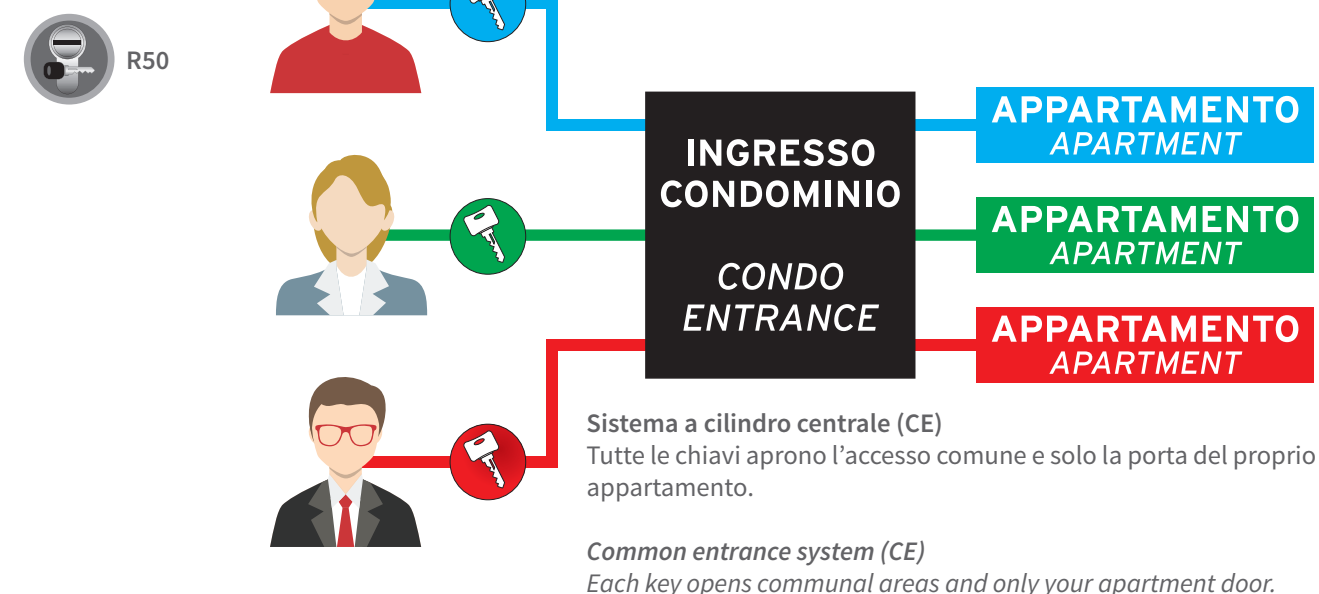 R50
INGRESSO
CONDOMINIO
CONDO
ENTRANCE
APPARTAMENTO
APARTMENT
APPARTAMENTO
APARTMENT
APPARTAMENTO
APARTMENT
Sistema a cilindro centrale (CE)
Tutte le chiavi aprono l’accesso comune e solo la porta del proprio
appartamento.
Common entrance system (CE)
Each key opens communal areas and only your apartment door.